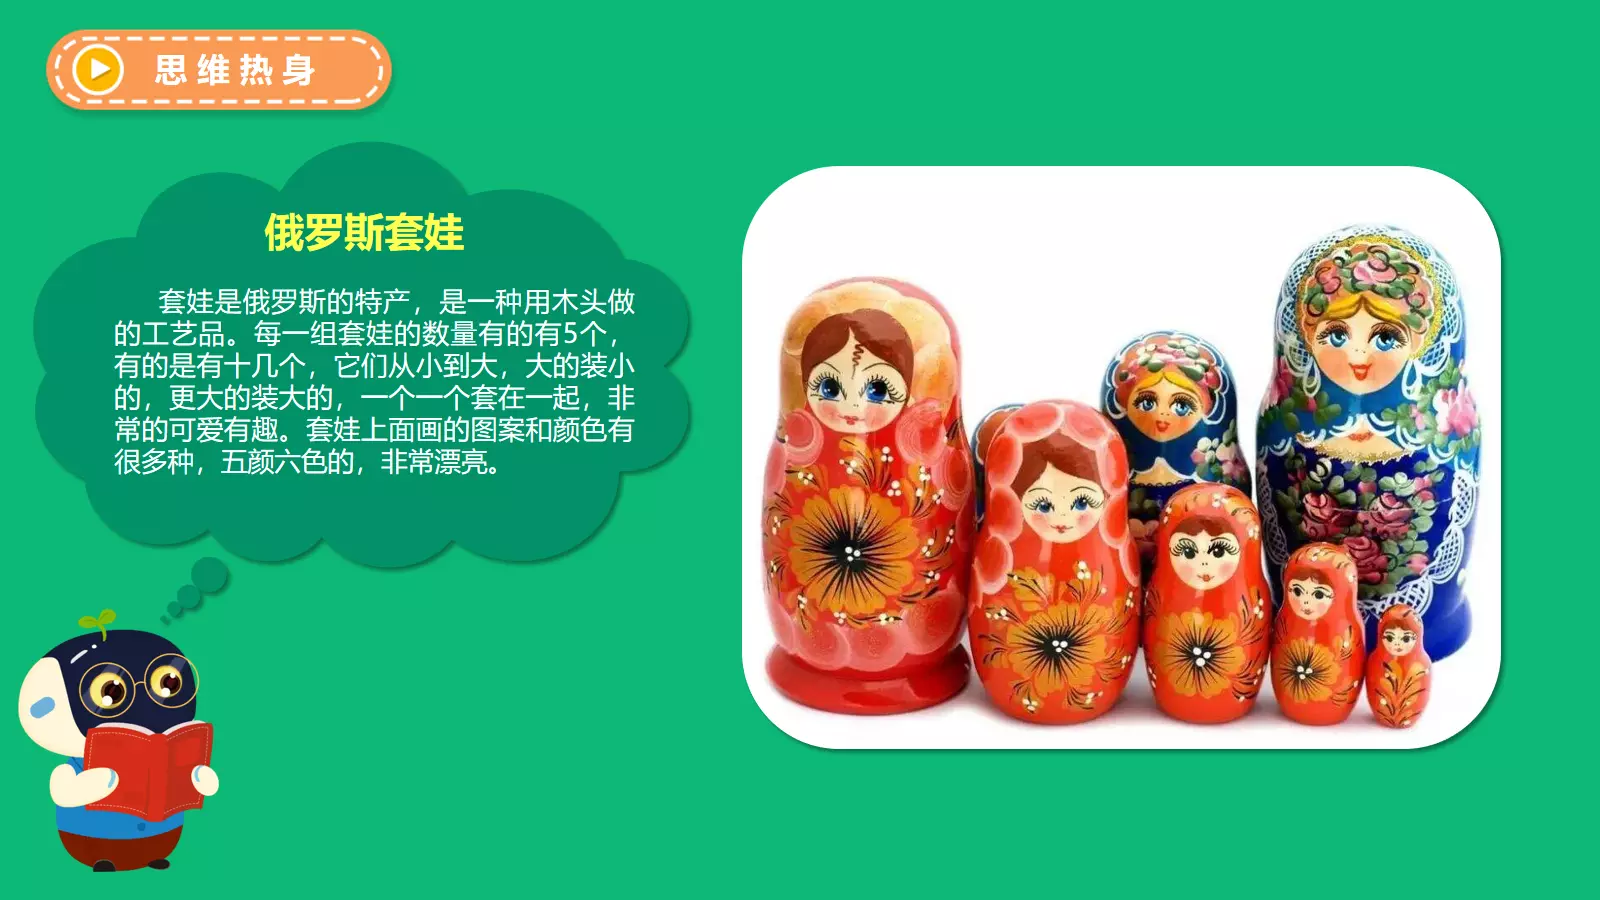 思维热身
俄罗斯套娃
套娃是俄罗斯的特产，是一种用木头做
的工艺品。每一组套娃的数量有的有5个，
有的是有十几个，它们从小到大，大的装小
的，更大的装大的，一个一个套在一起，非
常的可爱有趣。套娃上面画的图案和颜色有
很多种，五颜六色的，非常漂亮。